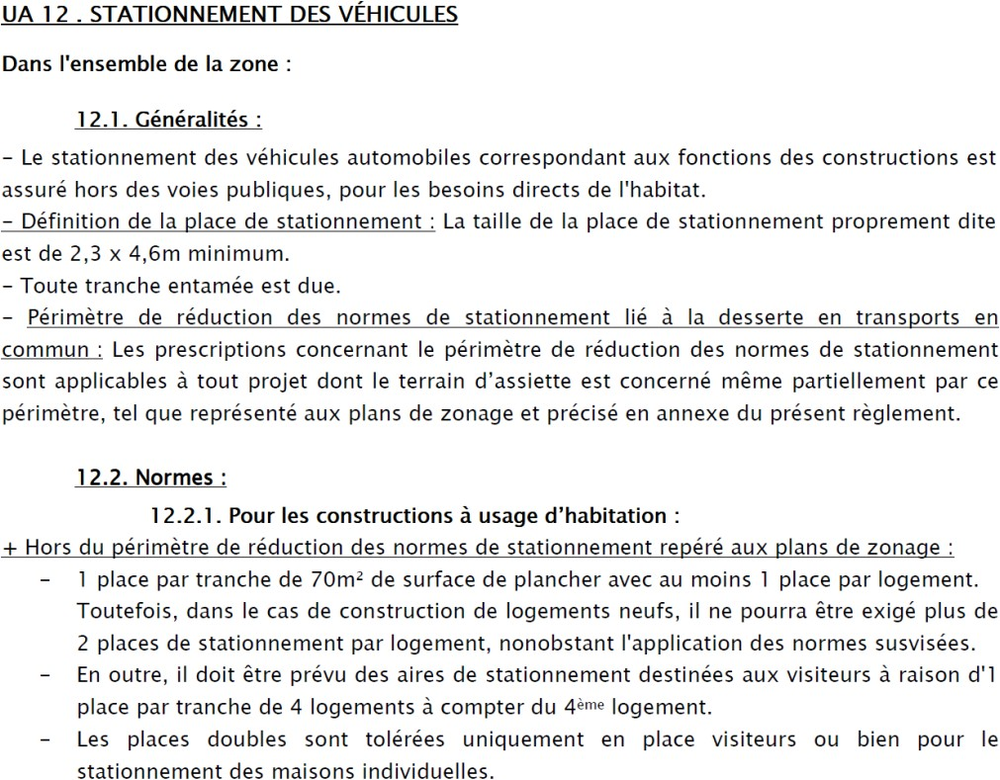 UA 12 . STATIONNEMENT DES VÉHICULES
Dans l'ensemble de la zone :
12.1. Généralités :
– Le stationnement des véhicules automobiles correspondant aux fonctions des constructions est
assuré hors des voies publiques, pour les besoins directs de l'habitat.
– Définition de la place de stationnement : La taille de la place de stationnement proprement dite
est de 2,3 x 4,6m minimum.
– Toute tranche entamée est due.
– Périmètre de réduction des normes de stationnement lié à la desserte en transports en
commun : Les prescriptions concernant le périmètre de réduction des normes de stationnement
sont applicables à tout projet dont le terrain d’assiette est concerné même partiellement par ce
périmètre, tel que représenté aux plans de zonage et précisé en annexe du présent règlement.
12.2. Normes :
12.2.1. Pour les constructions à usage d’habitation :
+ Hors du périmètre de réduction des normes de stationnement repéré aux plans de zonage :
– 1 place par tranche de 70m² de surface de plancher avec au moins 1 place par logement.
Toutefois, dans le cas de construction de logements neufs, il ne pourra être exigé plus de
2 places de stationnement par logement, nonobstant l'application des normes susvisées.
– En outre, il doit être prévu des aires de stationnement destinées aux visiteurs à raison d'1
place par tranche de 4 logements à compter du 4ème logement.
– Les places doubles sont tolérées uniquement en place visiteurs ou bien pour le
stationnement des maisons individuelles.